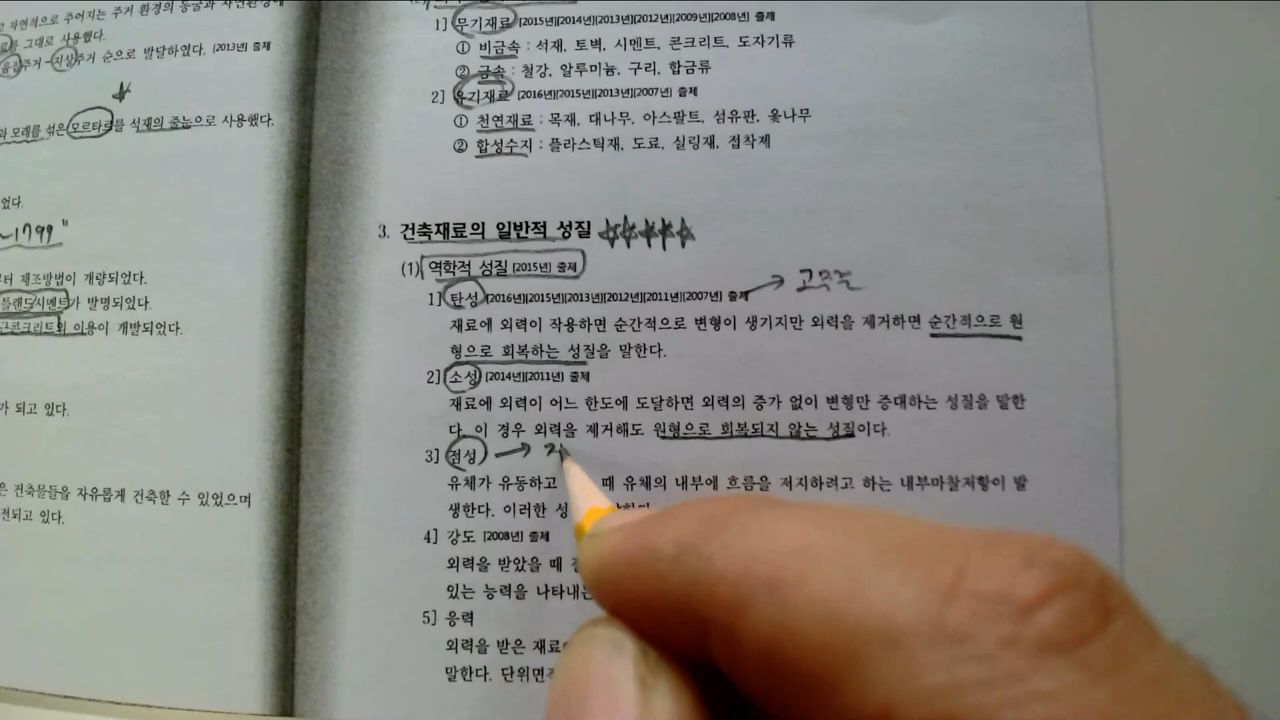 자연적으로 주어지는 주거 환경의 동굴과 자연환경에
를 그대로 사용했다.
움집주거-지상주거 순으로 발달하였다. [2013년] 출제
와 모래를 섞은 모르타르를 석재의 줄눈으로 사용했다.
었다.
~1799"
터 제조방법이 개량되었다.
틀랜드시멘트가 발명되었다.
근콘크리트의 이용이 개발되었다.
가 되고 있다.
은 건축물들을 자유롭게 건축할 수 있었으며
전되고 있다.
1] 무기재료 [2015년][2014년][2013년][2012년][2009년][2008년] 출제
① 비금속 : 석재, 토벽, 시멘트, 콘크리트, 도자기류
② 금속 : 철강, 알루미늄, 구리, 합금류
2] 유기재료 [2016년][2015년][2013년][2007년] 출제
① 천연재료 : 목재, 대나무, 아스팔트, 섬유판, 옻나무
② 합성수지 : 플라스틱재, 도료, 실링재, 접착제
3. 건축재료의 일반적 성질
(1) 역학적 성질 [2015년] 출제
1] 탄성 [2016년][2015년][2013년][2012년][2011년][2007년] 출제 → 고무줄
재료에 외력이 작용하면 순간적으로 변형이 생기지만 외력을 제거하면 순간적으로 원
형으로 회복하는 성질을 말한다.
2] 소성 [2014년][2011년] 출제
재료에 외력이 어느 한도에 도달하면 외력의 증가 없이 변형만 증대하는 성질을 말한
다. 이 경우 외력을 제거해도 원형으로 회복되지 않는 성질이다.
3] 점성 →
유체가 유동하고 때 유체의 내부에 흐름을 저지하려고 하는 내부마찰저항이 발
생한다. 이러한 성
4] 강도 [2008년] 출제
외력을 받았을 때
있는 능력을 나타내는
5] 응력
외력을 받은 재료
말한다. 단위면적